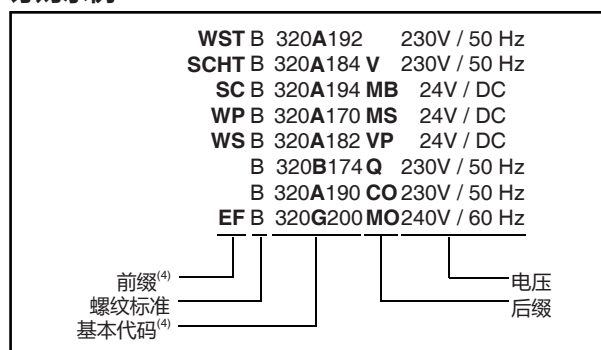 WST B 320A192 230V / 50 Hz
SCHT B 320A184 V 230V / 50 Hz
SC B 320A194 MB 24V / DC
WP B 320A170 MS 24V / DC
WS B 320A182 VP 24V / DC
B 320B174 Q 230V / 50 Hz
B 320A190 CO 230V / 50 Hz
EF B 320G200 MO 240V / 60 Hz
前缀(4) 电压
螺纹标准 后缀
基本代码(4)